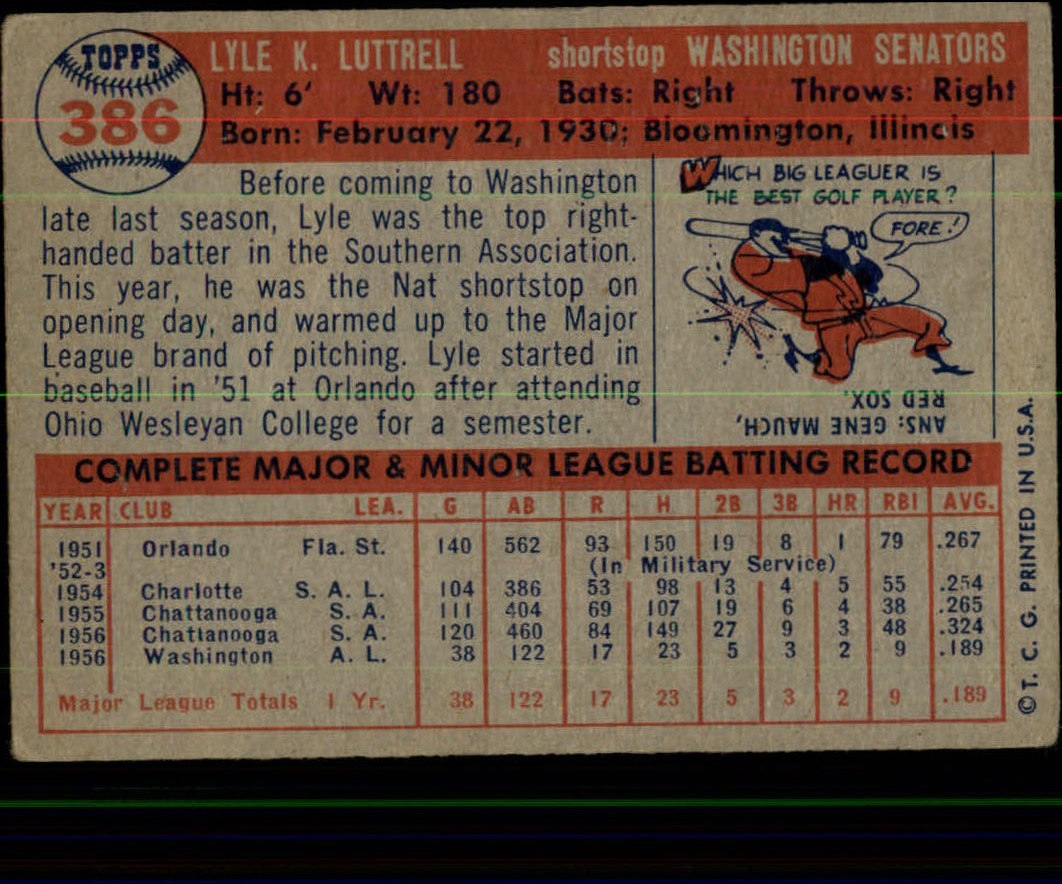 TOPPS
386
LYLE K. LUTTRELL shortstop WASHINGTON SENATORS
Ht: 6' Wt: 180 Bats: Right Throws: Right
Born: February 22, 1930; Bloomington, Illinois
Before coming to Washington
late last season, Lyle was the top right-
handed batter in the Southern Association.
This year, he was the Nat shortstop on
opening day, and warmed up to the Major
League brand of pitching. Lyle started in
baseball in '51 at Orlando after attending
Ohio Wesleyan College for a semester.
WHICH BIG LEAGUER IS
THE BEST GOLF PLAYER?
FORE!
ANS: GENE MAUCH,
RED SOX.
COMPLETE MAJOR & MINOR LEAGUE BATTING RECORD
YEAR CLUB LEA. G AB R H 2B 3B HR RBI AVG.
1951 Orlando Fla. St. 140 562 93 150 19 8 1 79 .267
'52-3 (In Military Service)
1954 Charlotte S. A. L. 104 386 53 98 13 4 5 55 .254
1955 Chattanooga S. A. 111 404 69 107 19 6 4 38 .265
1956 Chattanooga S. A. 120 460 84 149 27 9 3 48 .324
1956 Washington A. L. 38 122 17 23 5 3 2 9 .189
Major League Totals 1 Yr. 38 122 17 23 5 3 2 9 .189
© T. C. G. PRINTED IN U.S.A.